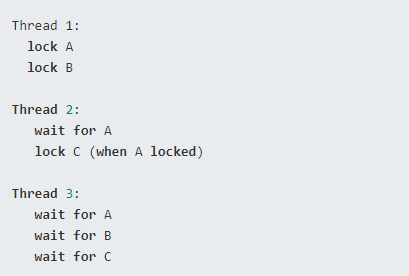 Thread 1:
lock A
lock B
Thread 2:
wait for A
lock C (when A locked)
Thread 3:
wait for A
wait for B
wait for C